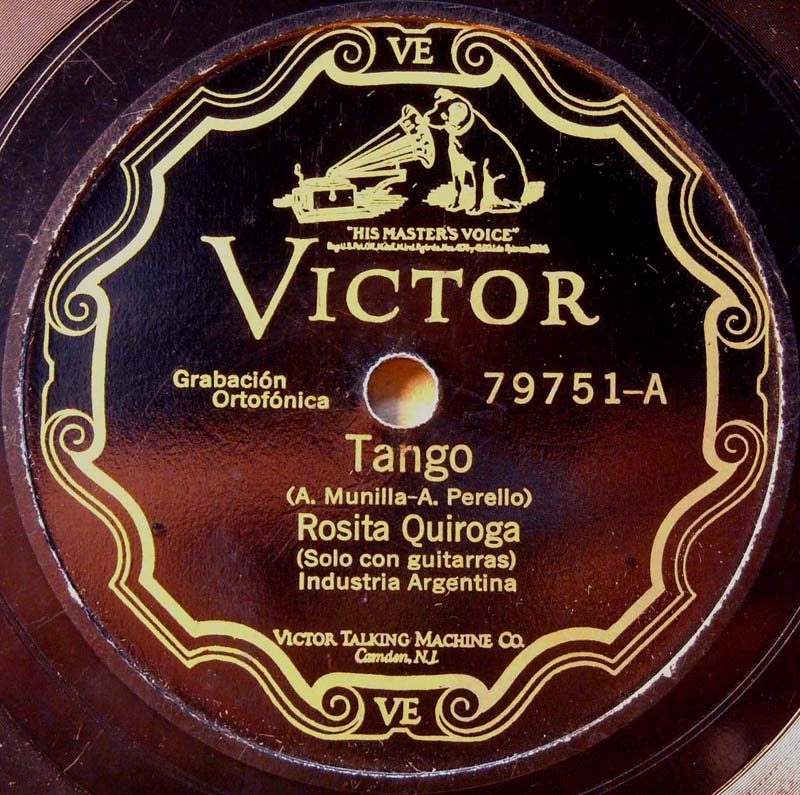 VE
"HIS MASTER'S VOICE"
VICTOR
Grabación
Ortofónica
79751-A
Tango
(A. Munilla-A. Perello)
Rosita Quiroga
(Solo con guitarras)
Industria Argentina
VICTOR TALKING MACHINE CO.
Camden, N.J.
VE